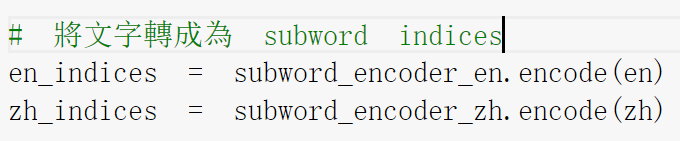 # 將文字轉成為 subword indices
en_indices = subword_encoder_en.encode(en)
zh_indices = subword_encoder_zh.encode(zh)